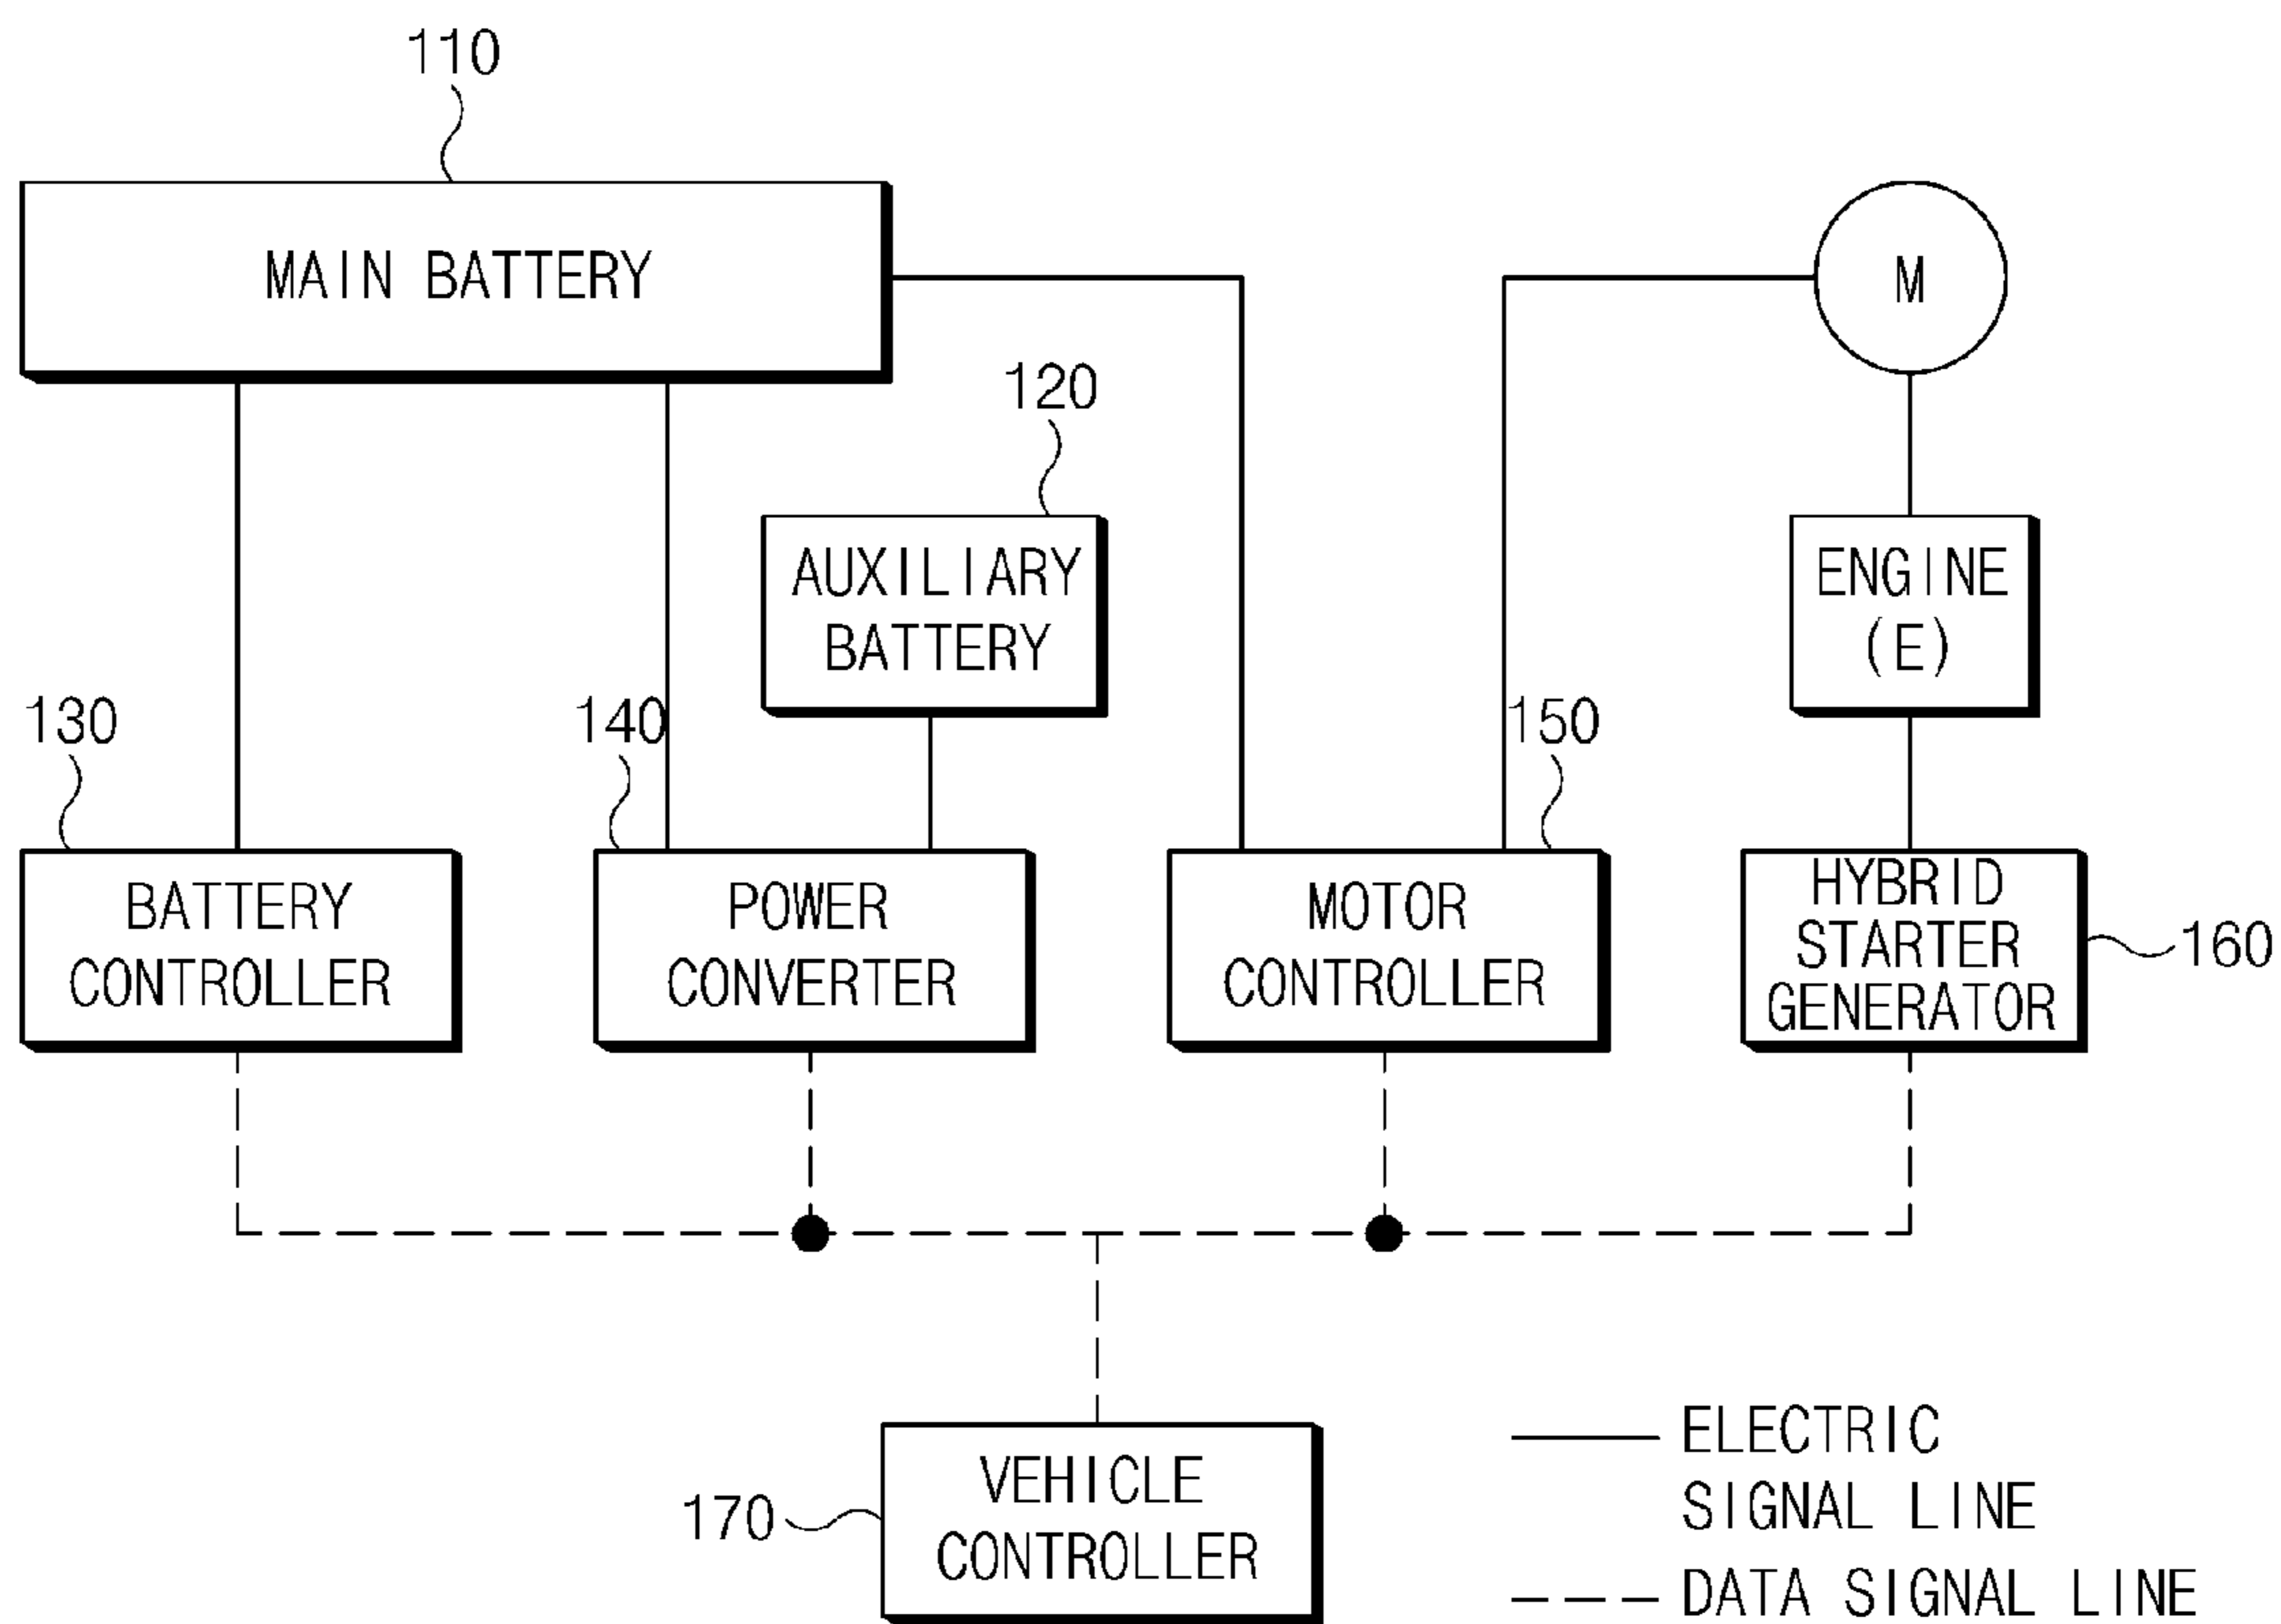 110
MAIN BATTERY
M
120
AUXILIARY
BATTERY
ENGINE
(E)
130
140
150
BATTERY
CONTROLLER
POWER
CONVERTER
MOTOR
CONTROLLER
HYBRID
STARTER
GENERATOR
160
170
VEHICLE
CONTROLLER
ELECTRIC
SIGNAL LINE
DATA SIGNAL LINE